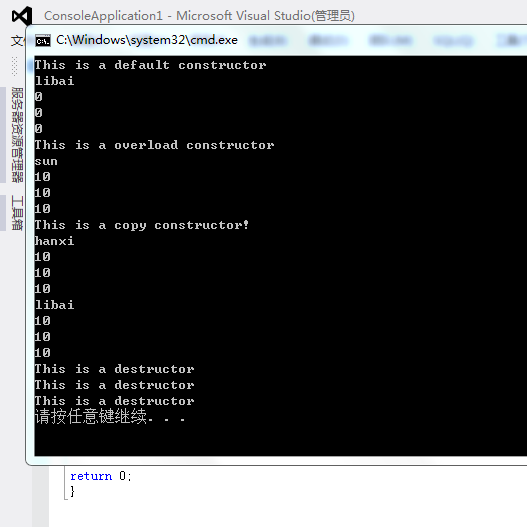 ConsoleApplication1 - Microsoft Visual Studio(管理员)
C:\Windows\system32\cmd.exe
服务器资源管理器
工具箱
This is a default constructor
libai
0
0
0
This is a overload constructor
sun
10
10
10
This is a copy constructor!
hanxi
10
10
10
libai
10
10
10
This is a destructor
This is a destructor
This is a destructor
请按任意键继续. . .
return 0;
}